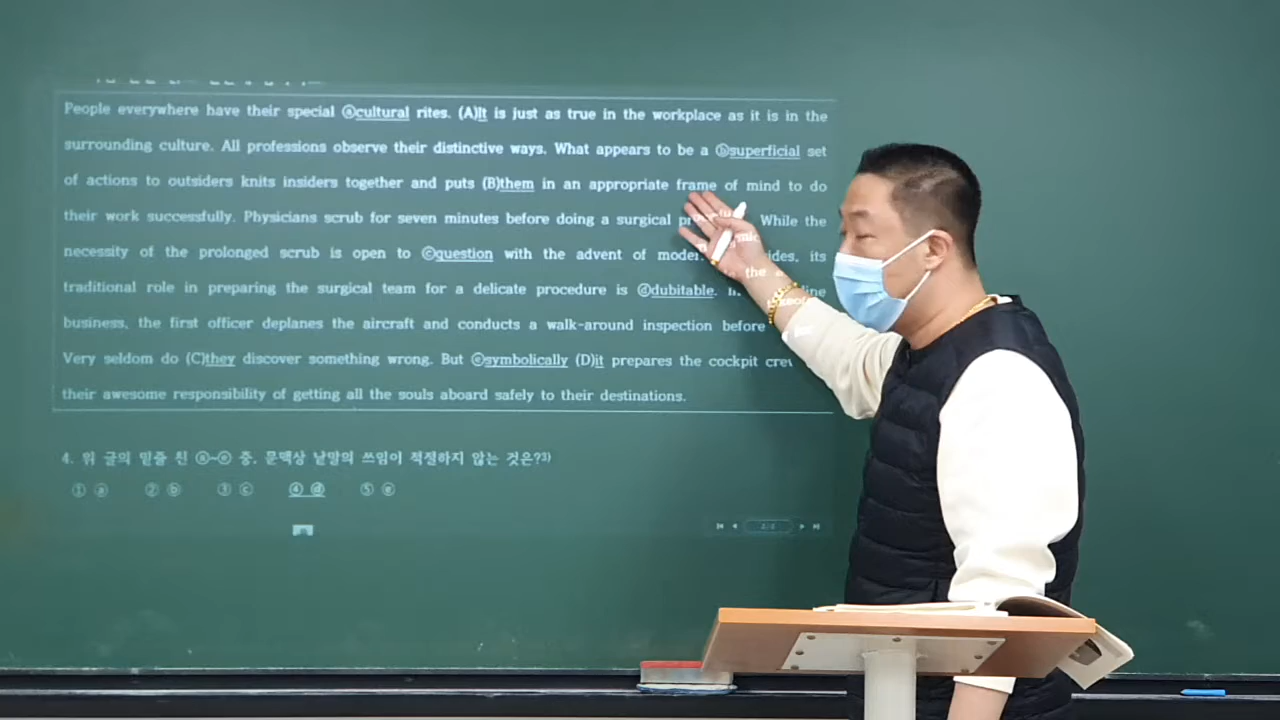 People everywhere have their special ⓐcultural rites. (A)It is just as true in the workplace as it is in the
surrounding culture. All professions observe their distinctive ways. What appears to be a ⓑsuperficial set
of actions to outsiders knits insiders together and puts (B)them in an appropriate frame of mind to do
their work successfully. Physicians scrub for seven minutes before doing a surgical While the
necessity of the prolonged scrub is open to ⓒquestion with the advent of its
traditional role in preparing the surgical team for a delicate procedure is ⓓdubitable.
business, the first officer deplanes the aircraft and conducts a walk-around inspection before
Very seldom do (C)they discover something wrong. But ⓔsymbolically (D)it prepares the cockpit
their awesome responsibility of getting all the souls aboard safely to their destinations.
4.위 글의 밑줄 친 ⓐ~ⓔ 중, 문맥상 낱말의 쓰임이 적절하지 않는 것은?3)
① ⓐ ② ⓑ ③ ⓒ ④ ⓓ ⑤ ⓔ
4/4